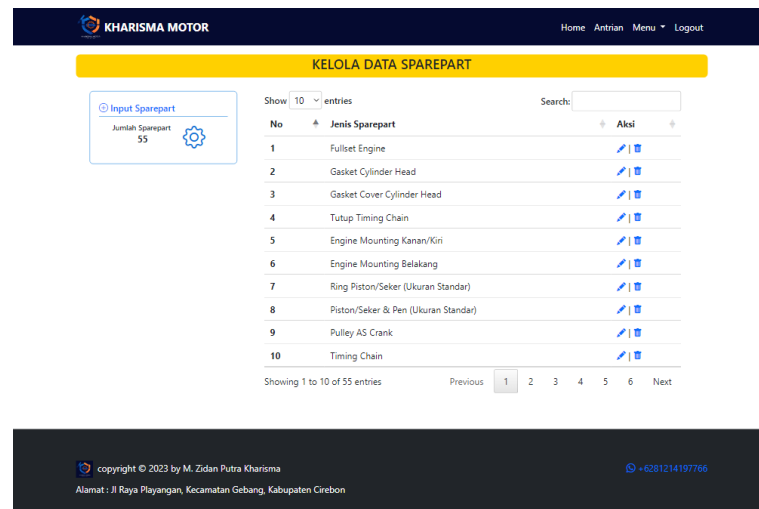 KHARISMA MOTOR
Home Antrian Menu Logout
KELOLA DATA SPAREPART
Input Sparepart
Jumlah Sparepart
55
Show 10 entries Search:
No Jenis Sparepart Aksi
1 Fullset Engine |
2 Gasket Cylinder Head |
3 Gasket Cover Cylinder Head |
4 Tutup Timing Chain |
5 Engine Mounting Kanan/Kiri |
6 Engine Mounting Belakang |
7 Ring Piston/Seker (Ukuran Standar) |
8 Piston/Seker & Pen (Ukuran Standar) |
9 Pulley AS Crank |
10 Timing Chain |
Showing 1 to 10 of 55 entries Previous 1 2 3 4 5 6 Next
copyright © 2023 by M. Zidan Putra Kharisma +6281214197766
Alamat : Jl Raya Playangan, Kecamatan Gebang, Kabupaten Cirebon